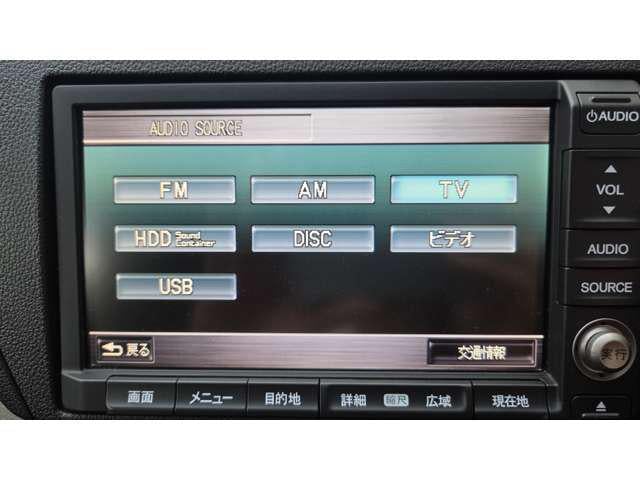 AUDIO SOURCE
FM AM TV
HDD Sound Container DISC ビデオ
USB
戻る 交通情報
画面 メニュー 目的地 詳細 縮尺 広域 現在地
AUDIO
VOL
AUDIO
SOURCE
実行